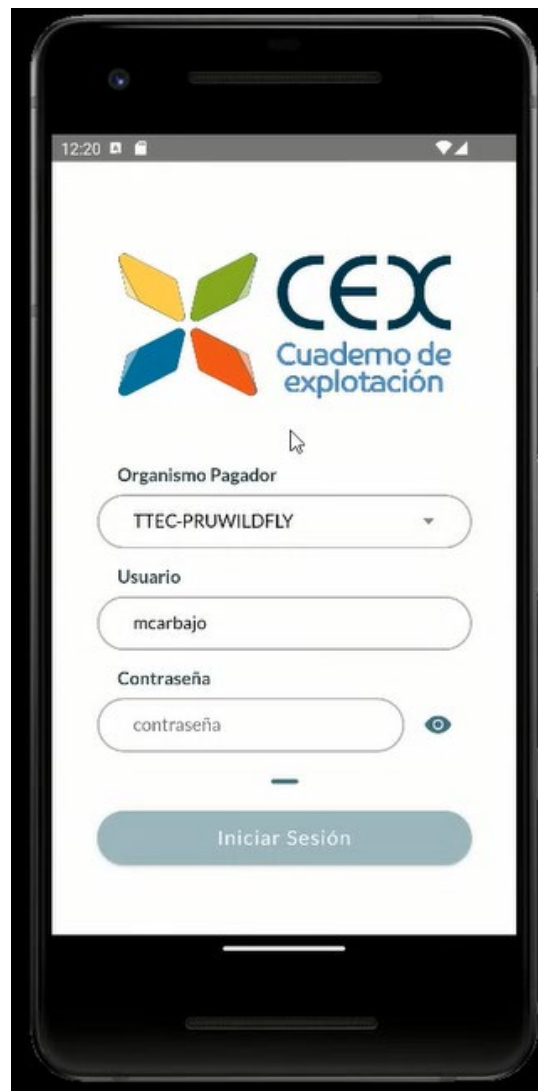 12:20
CEX
Cuaderno de
explotación
Organismo Pagador
TTEC-PRUWILDFLY
Usuario
mcarbajo
Contraseña
contraseña
Iniciar Sesión